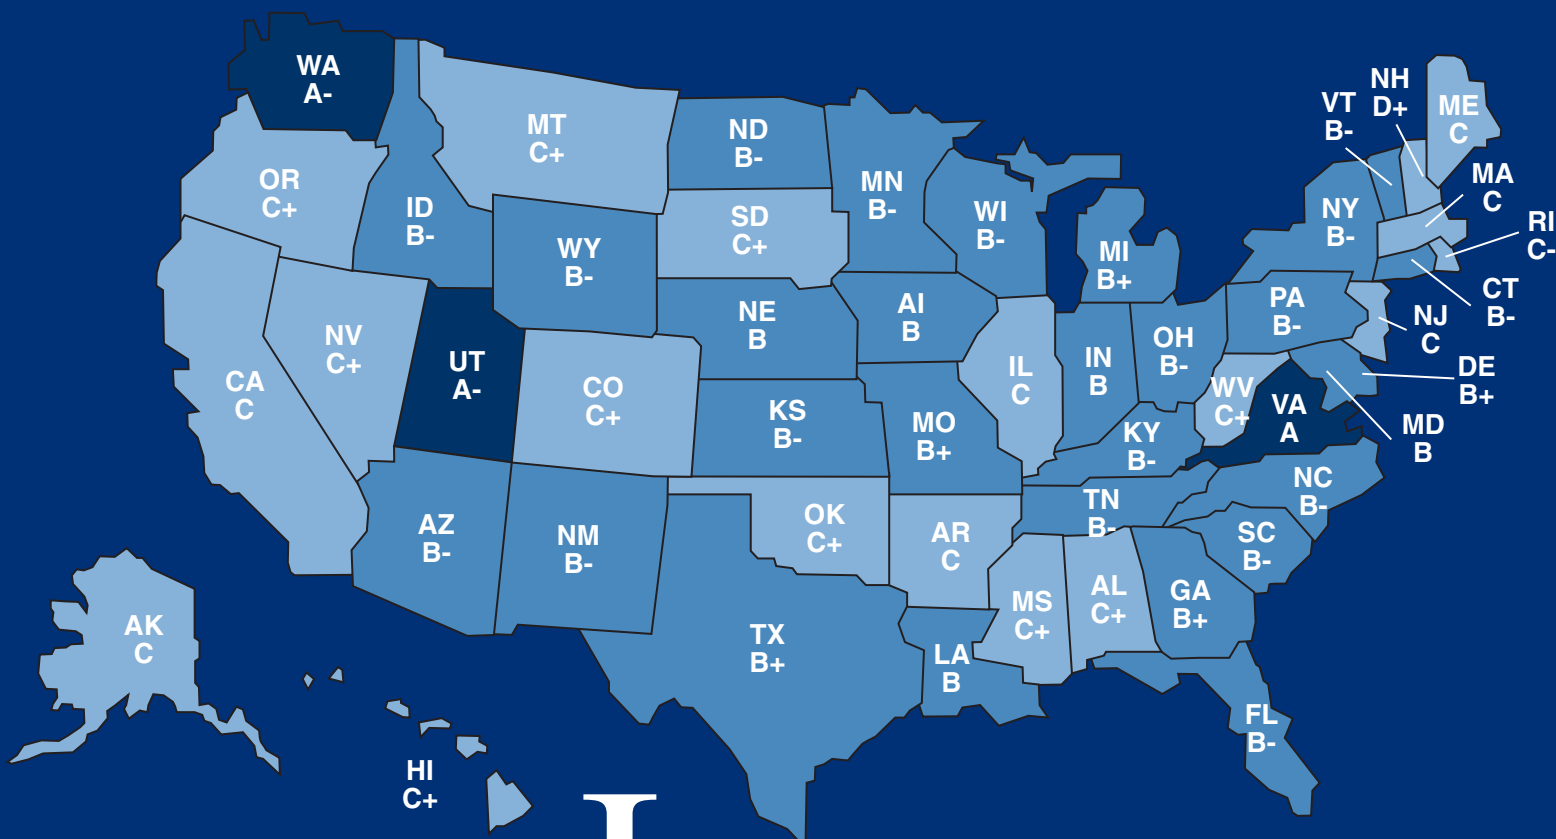 WA
A-
MT
C+
ND
B-
NH
D+
VT
B-
ME
C
OR
C+
ID
B-
SD
C+
MN
B-
WI
B-
MI
B+
NY
B-
MA
C
RI
C-
WY
B-
CT
B-
NE
B
AI
B
PA
B-
NJ
C
NV
C+
UT
A-
CO
C+
CA
C
KS
B-
MO
B+
IL
C
IN
B
OH
B-
WV
C+
VA
A
DE
B+
MD
B
KY
B-
NC
B-
TN
B-
SC
B-
AZ
B-
NM
B-
OK
C+
AR
C
MS
C+
AL
C+
GA
B+
TX
B+
LA
B
FL
B-
AK
C
HI
C+